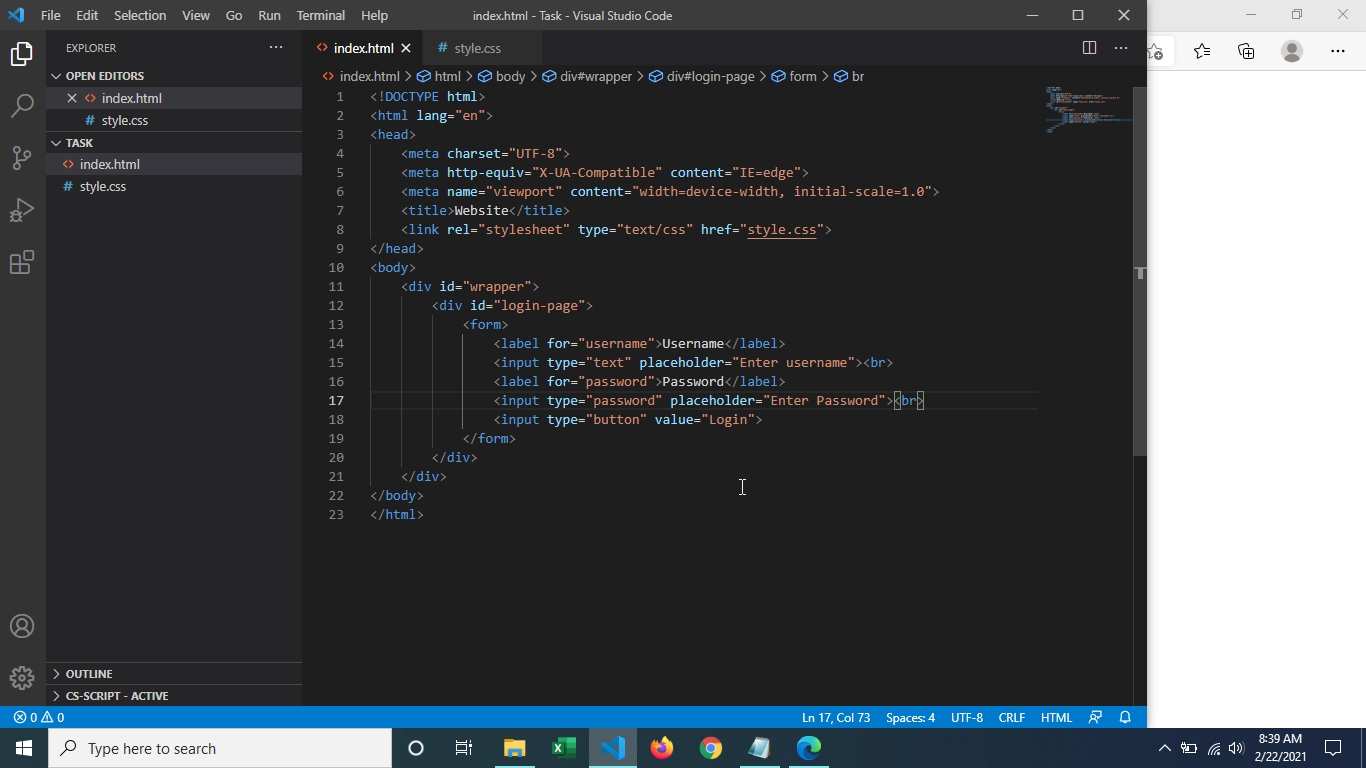 File Edit Selection View Go Run Terminal Help index.html - Task - Visual Studio Code
EXPLORER
OPEN EDITORS
index.html
# style.css
TASK
index.html
# style.css
OUTLINE
CS-SCRIPT - ACTIVE
index.html # style.css
index.html > html > body > div#wrapper > div#login-page > form > br
1 <!DOCTYPE html>
2 <html lang="en">
3 <head>
4 <meta charset="UTF-8">
5 <meta http-equiv="X-UA-Compatible" content="IE=edge">
6 <meta name="viewport" content="width=device-width, initial-scale=1.0">
7 <title>Website</title>
8 <link rel="stylesheet" type="text/css" href="style.css">
9 </head>
10 <body>
11 <div id="wrapper">
12 <div id="login-page">
13 <form>
14 <label for="username">Username</label>
15 <input type="text" placeholder="Enter username"><br>
16 <label for="password">Password</label>
17 <input type="password" placeholder="Enter Password"><br>
18 <input type="button" value="Login">
19 </form>
20 </div>
21 </div>
22 </body>
23 </html>
0 0 Ln 17, Col 73 Spaces: 4 UTF-8 CRLF HTML
Type here to search
8:39 AM
2/22/2021